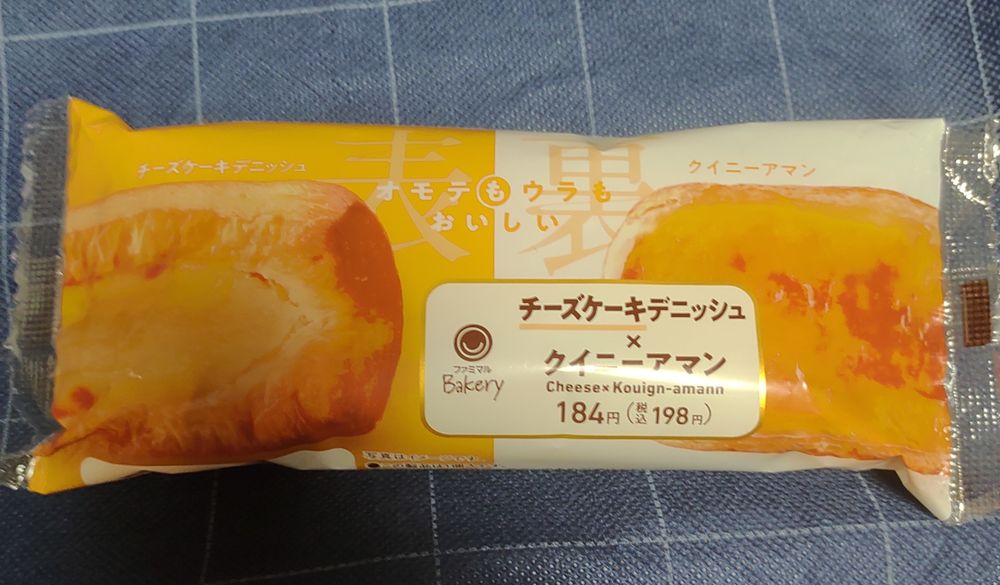 表裏
チーズケーキデニッシュ
クイニーアマン
オモテもウラも
おいしい
チーズケーキデニッシュ
×
クイニーアマン
Cheese×Kouign-amann
184円(税込198円)
ファミマル
Bakery
写真はイメージです。